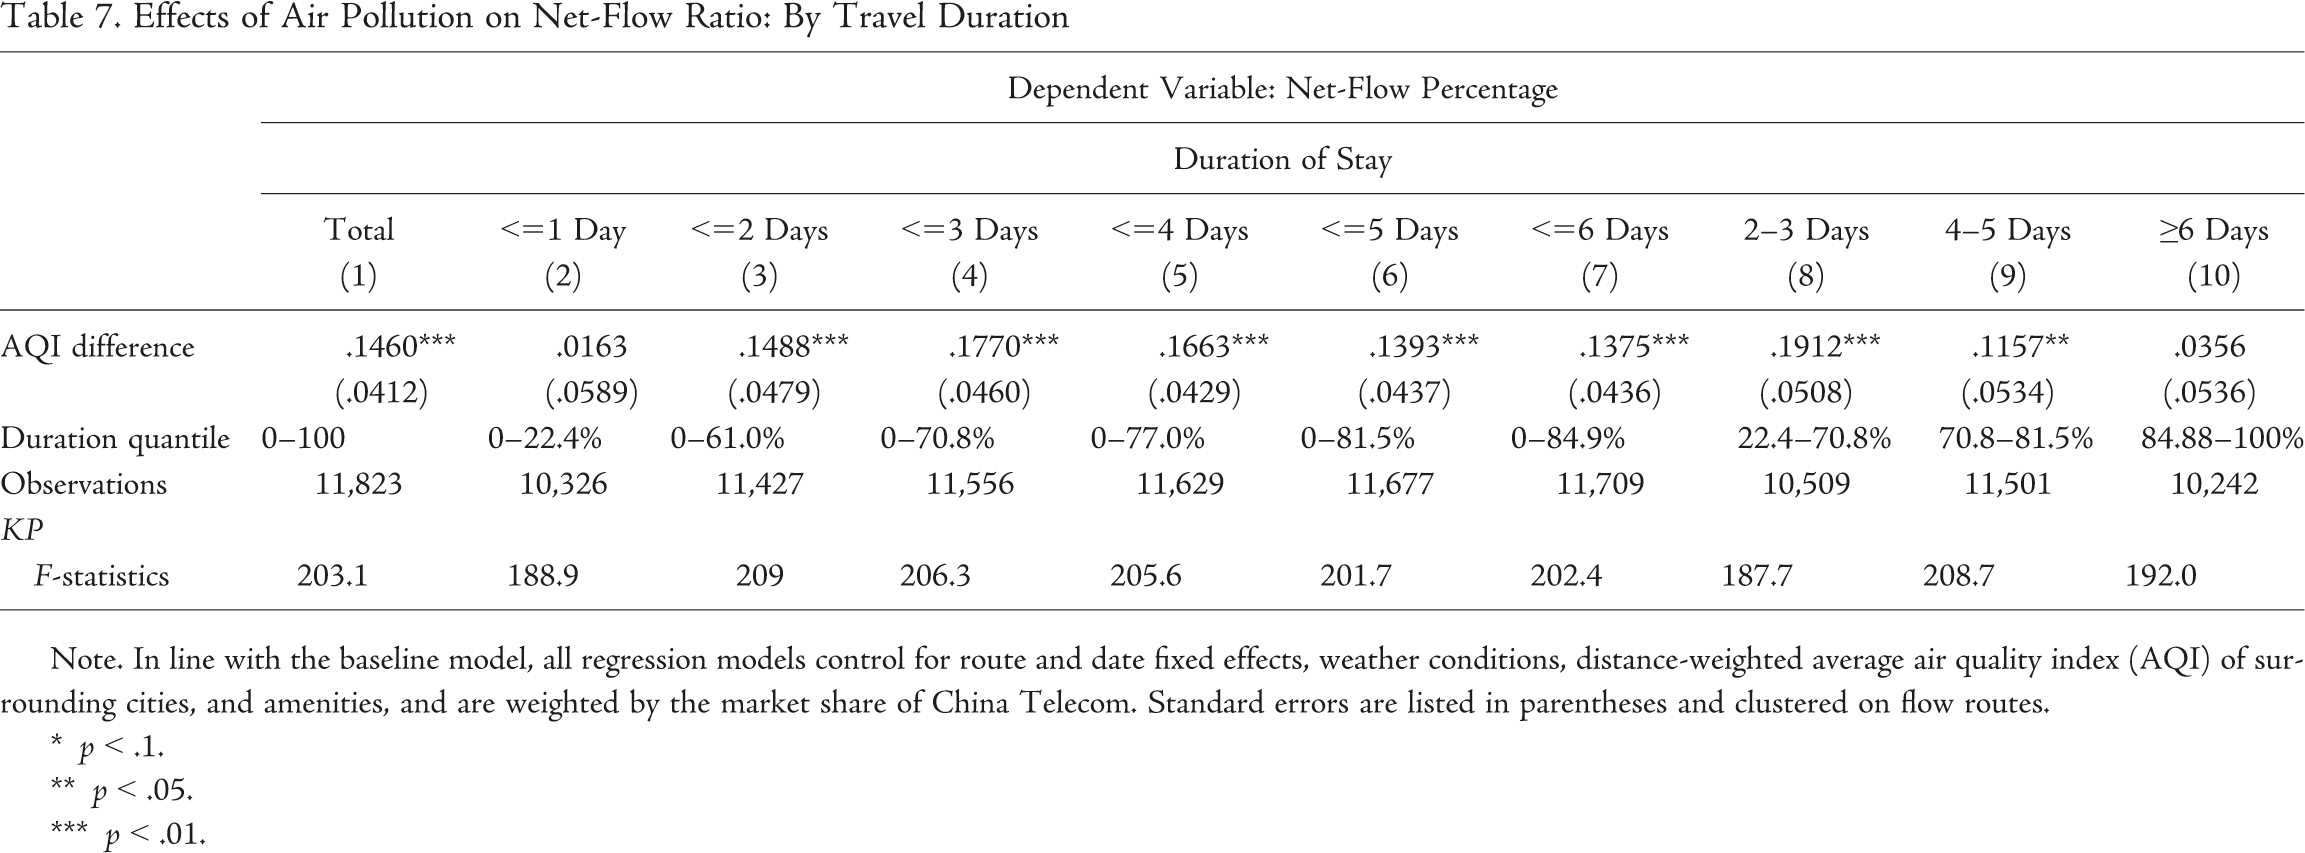 Table 7. Effects of Air Pollution on Net-Flow Ratio: By Travel Duration
Dependent Variable: Net-Flow Percentage
Duration of Stay
Total <=1 Day <=2 Days <=3 Days <=4 Days <=5 Days <=6 Days 2–3 Days 4–5 Days ≥6 Days
(1) (2) (3) (4) (5) (6) (7) (8) (9) (10)
AQI difference .1460*** .0163 .1488*** .1770*** .1663*** .1393*** .1375*** .1912*** .1157** .0356
(.0412) (.0589) (.0479) (.0460) (.0429) (.0437) (.0436) (.0508) (.0534) (.0536)
Duration quantile 0–100 0–22.4% 0–61.0% 0–70.8% 0–77.0% 0–81.5% 0–84.9% 22.4–70.8% 70.8–81.5% 84.88–100%
Observations 11,823 10,326 11,427 11,556 11,629 11,677 11,709 10,509 11,501 10,242
KP
F-statistics 203.1 188.9 209 206.3 205.6 201.7 202.4 187.7 208.7 192.0
Note. In line with the baseline model, all regression models control for route and date fixed effects, weather conditions, distance-weighted average air quality index (AQI) of sur-
rounding cities, and amenities, and are weighted by the market share of China Telecom. Standard errors are listed in parentheses and clustered on flow routes.
* p < .1.
** p < .05.
*** p < .01.